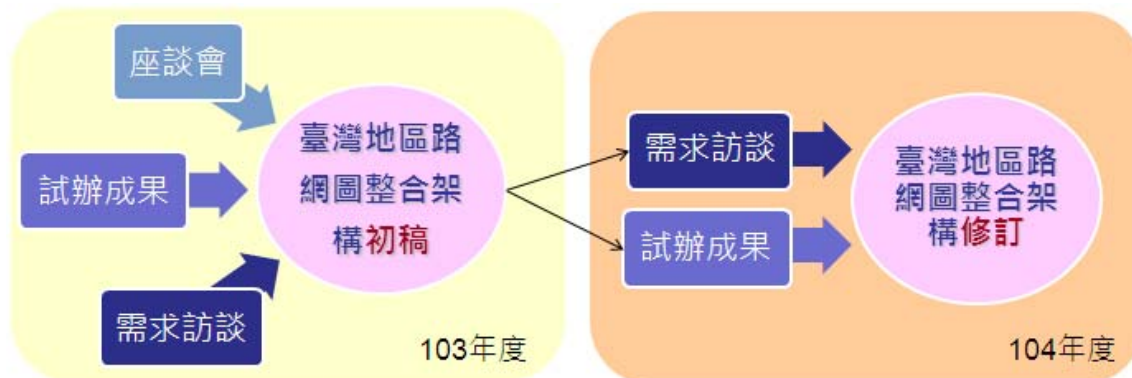 座談會
試辦成果
需求訪談
臺灣地區路
網圖整合架
構初稿
103年度
需求訪談
試辦成果
臺灣地區路
網圖整合架
構修訂
104年度